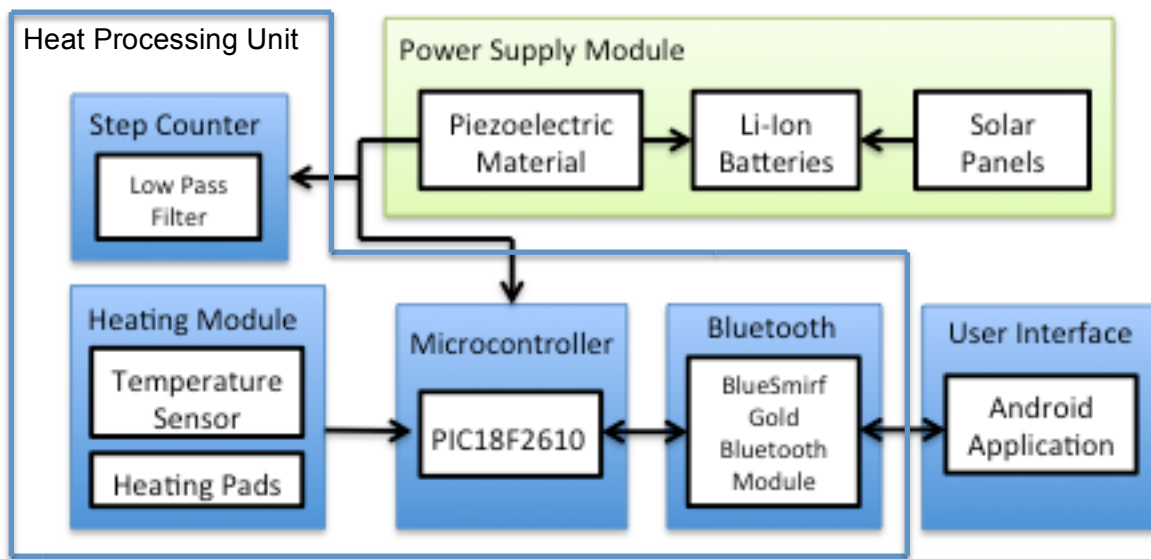 Heat Processing Unit
Power Supply Module
Step Counter
Low Pass
Filter
Piezoelectric
Material
Li-Ion
Batteries
Solar
Panels
Heating Module
Temperature
Sensor
Heating Pads
Microcontroller
PIC18F2610
Bluetooth
BlueSmirf
Gold
Bluetooth
Module
User Interface
Android
Application